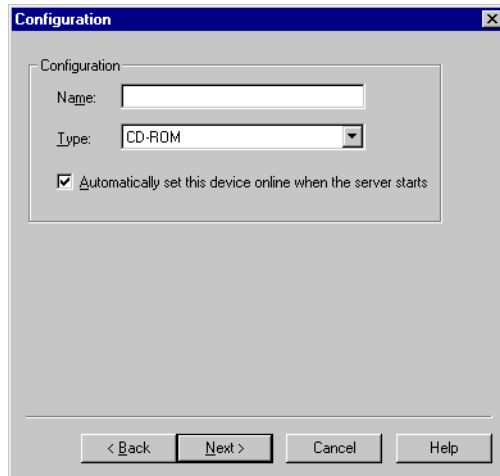 Configuration
Configuration
Name:
Type: CD-ROM
Automatically set this device online when the server starts
< Back Next > Cancel Help